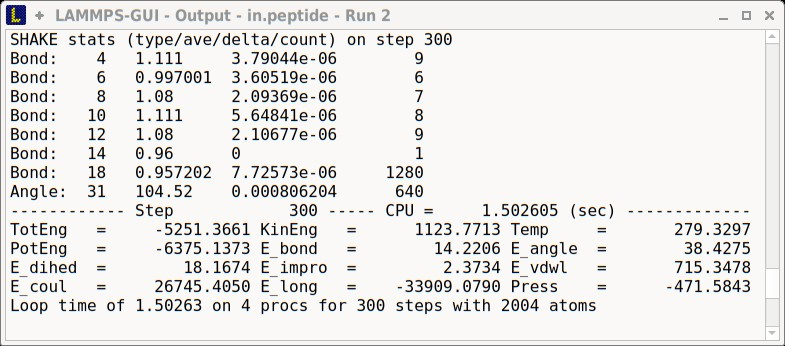 LAMMPS-GUI - Output - in.peptide - Run 2
SHAKE stats (type/ave/delta/count) on step 300
Bond:    4   1.111     3.79044e-06        9
Bond:    6   0.997001  3.60519e-06        6
Bond:    8   1.08      2.09369e-06        7
Bond:   10   1.111     5.64841e-06        8
Bond:   12   1.08      2.10677e-06        9
Bond:   14   0.96      0                  1
Bond:   18   0.957202  7.72573e-06     1280
Angle:  31   104.52    0.000806204      640
------------ Step            300 ----- CPU =     1.502605 (sec) -------------
TotEng   =     -5251.3661 KinEng   =      1123.7713 Temp     =       279.3297
PotEng   =     -6375.1373 E_bond   =        14.2206 E_angle  =        38.4275
E_dihed  =        18.1674 E_impro  =         2.3734 E_vdwl   =       715.3478
E_coul   =     26745.4050 E_long   =    -33909.0790 Press    =      -471.5843
Loop time of 1.50263 on 4 procs for 300 steps with 2004 atoms